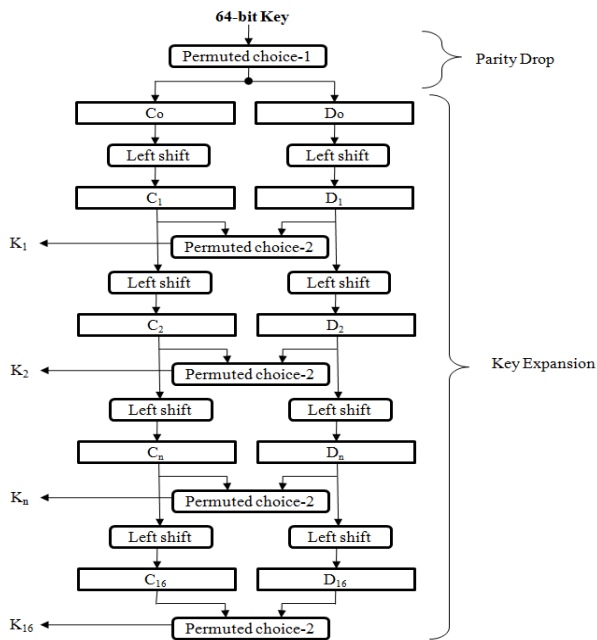 64-bit Key
Permuted choice-1
Parity Drop
Co Do
Left shift Left shift
C₁ D₁
K₁ Permuted choice-2
Left shift Left shift
C₂ D₂
K₂ Permuted choice-2
Key Expansion
Left shift Left shift
Cₙ Dₙ
Kₙ Permuted choice-2
Left shift Left shift
C₁₆ D₁₆
K₁₆ Permuted choice-2